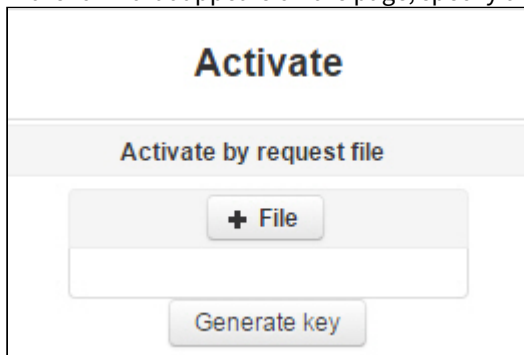 Activate
Activate by request file
+ File
Generate key